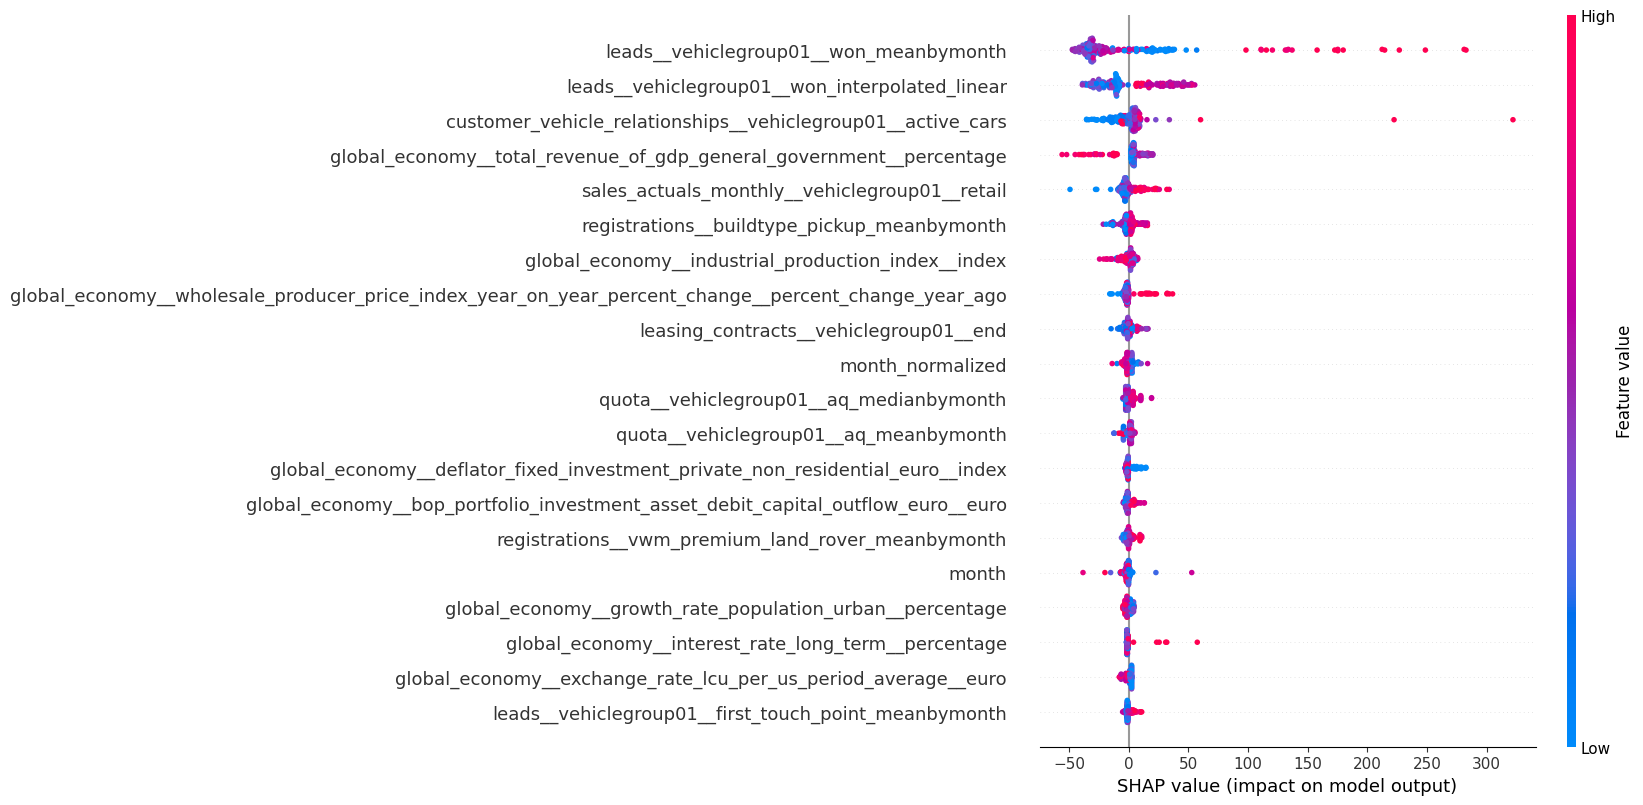 High
leads__vehiclegroup01__won_meanbymonth
leads__vehiclegroup01__won_interpolated_linear
customer_vehicle_relationships__vehiclegroup01__active_cars
global_economy__total_revenue_of_gdp_general_government__percentage
sales_actuals_monthly__vehiclegroup01__retail
registrations__buildtype_pickup_meanbymonth
global_economy__industrial_production_index__index
global_economy__wholesale_producer_price_index_year_on_year_percent_change__percent_change_year_ago
leasing_contracts__vehiclegroup01__end
month_normalized
quota__vehiclegroup01__aq_medianbymonth
quota__vehiclegroup01__aq_meanbymonth
global_economy__deflator_fixed_investment_private_non_residential_euro__index
global_economy__bop_portfolio_investment_asset_debit_capital_outflow_euro__euro
registrations__vwm_premium_land_rover_meanbymonth
month
global_economy__growth_rate_population_urban__percentage
global_economy__interest_rate_long_term__percentage
global_economy__exchange_rate_lcu_per_us_period_average__euro
leads__vehiclegroup01__first_touch_point_meanbymonth
Feature value
Low
−50 0 50 100 150 200 250 300
SHAP value (impact on model output)